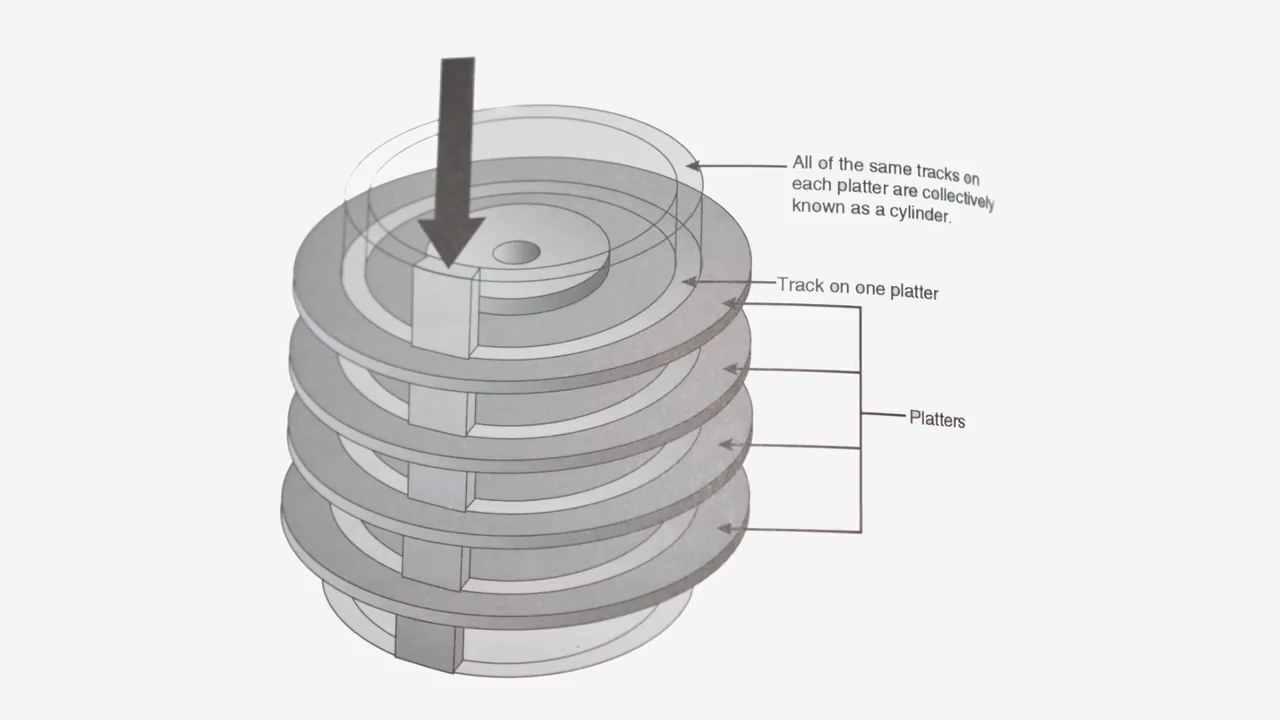 All of the same tracks on
each platter are collectively
known as a cylinder.
Track on one platter
Platters